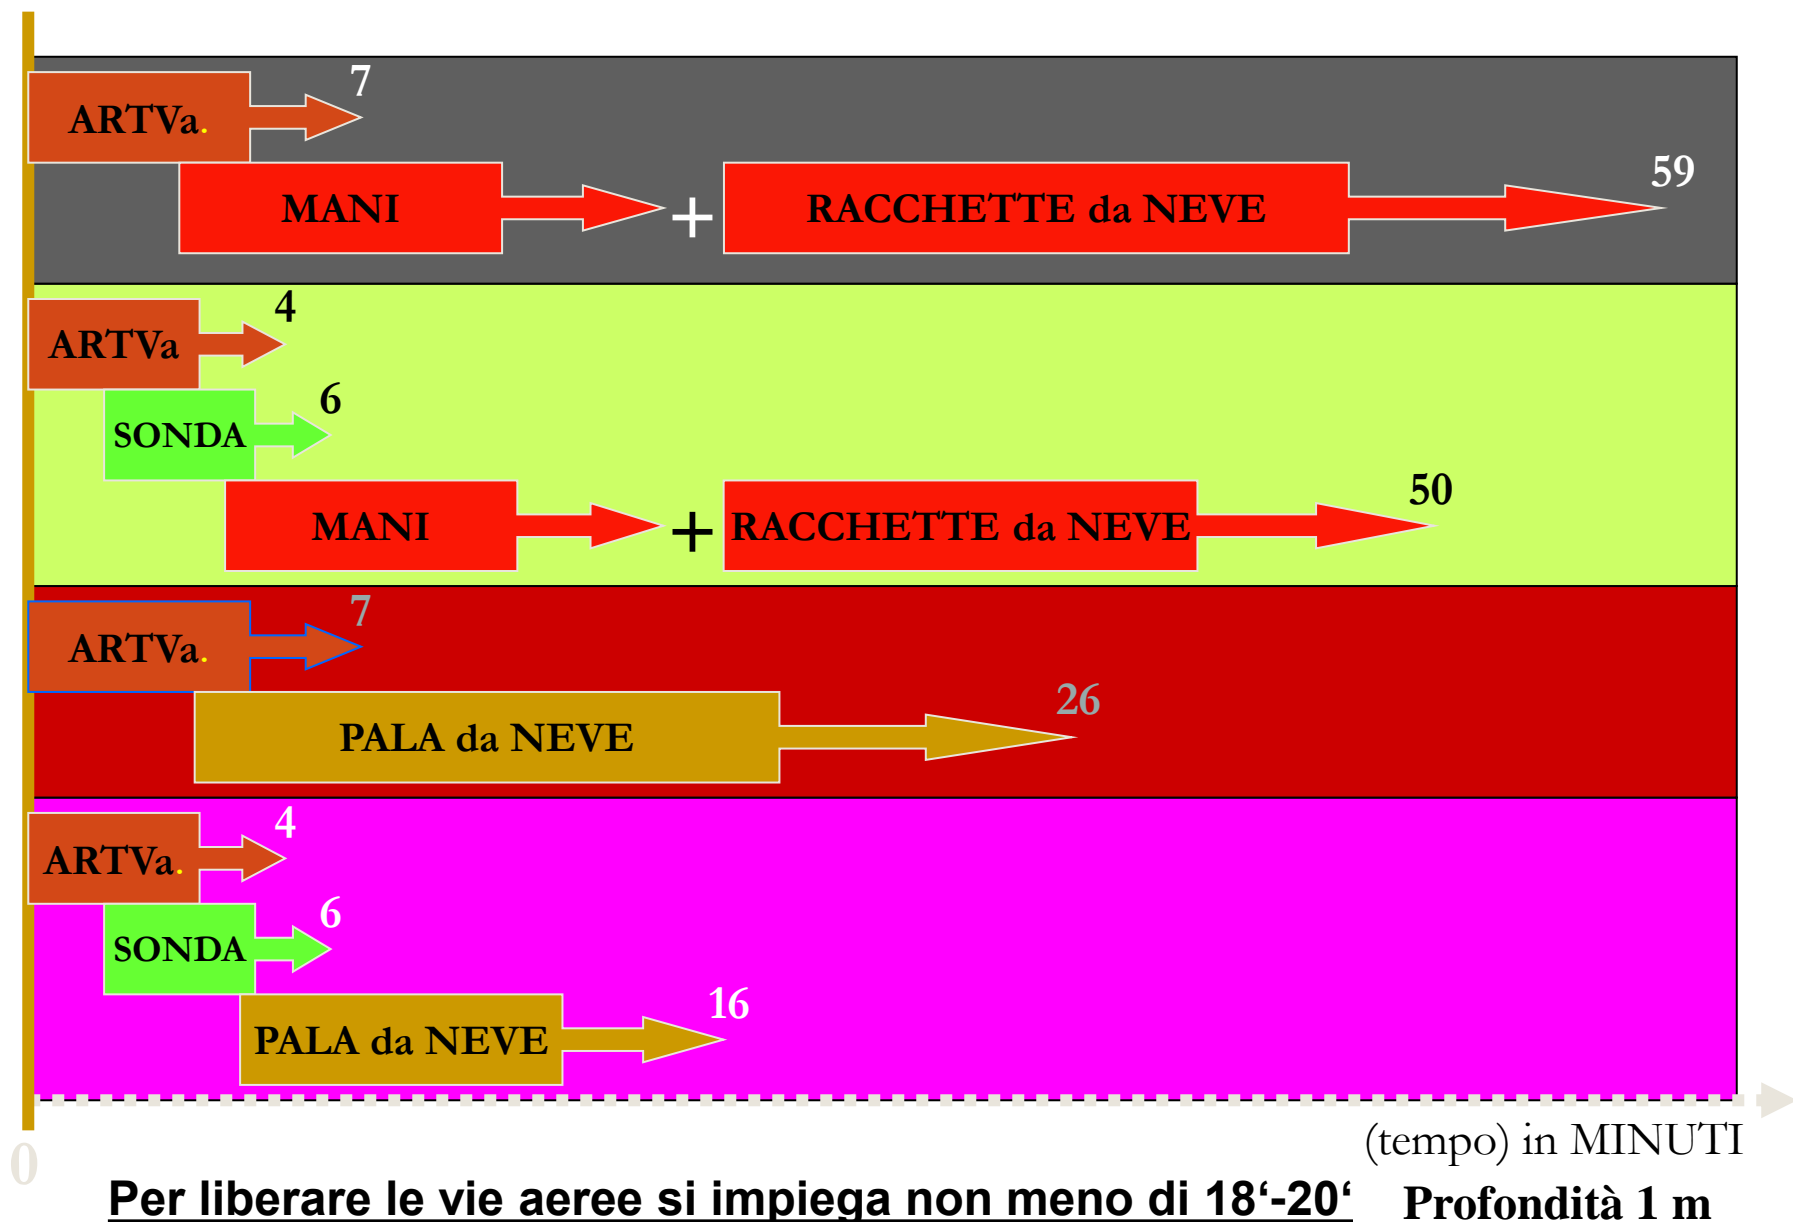 7
ARTVa.
59
MANI + RACCHETTE da NEVE
4
ARTVa
6
SONDA
50
MANI + RACCHETTE da NEVE
7
ARTVa.
26
PALA da NEVE
4
ARTVa.
6
SONDA
16
PALA da NEVE
(tempo) in MINUTI
0
Per liberare le vie aeree si impiega non meno di 18‘-20‘ Profondità 1 m